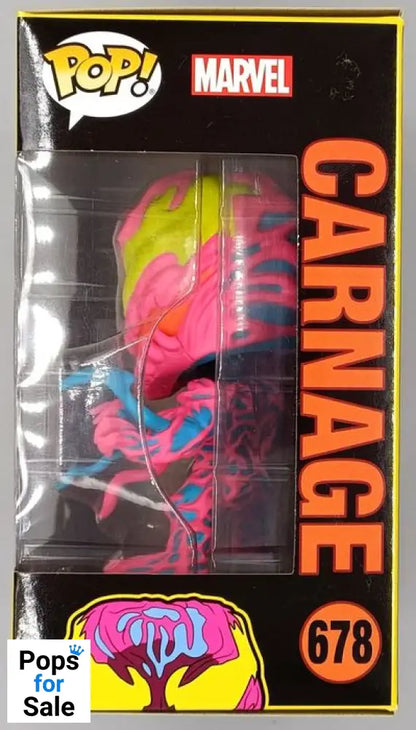 POP!
MARVEL
CARNAGE
678
Pops
for
Sale